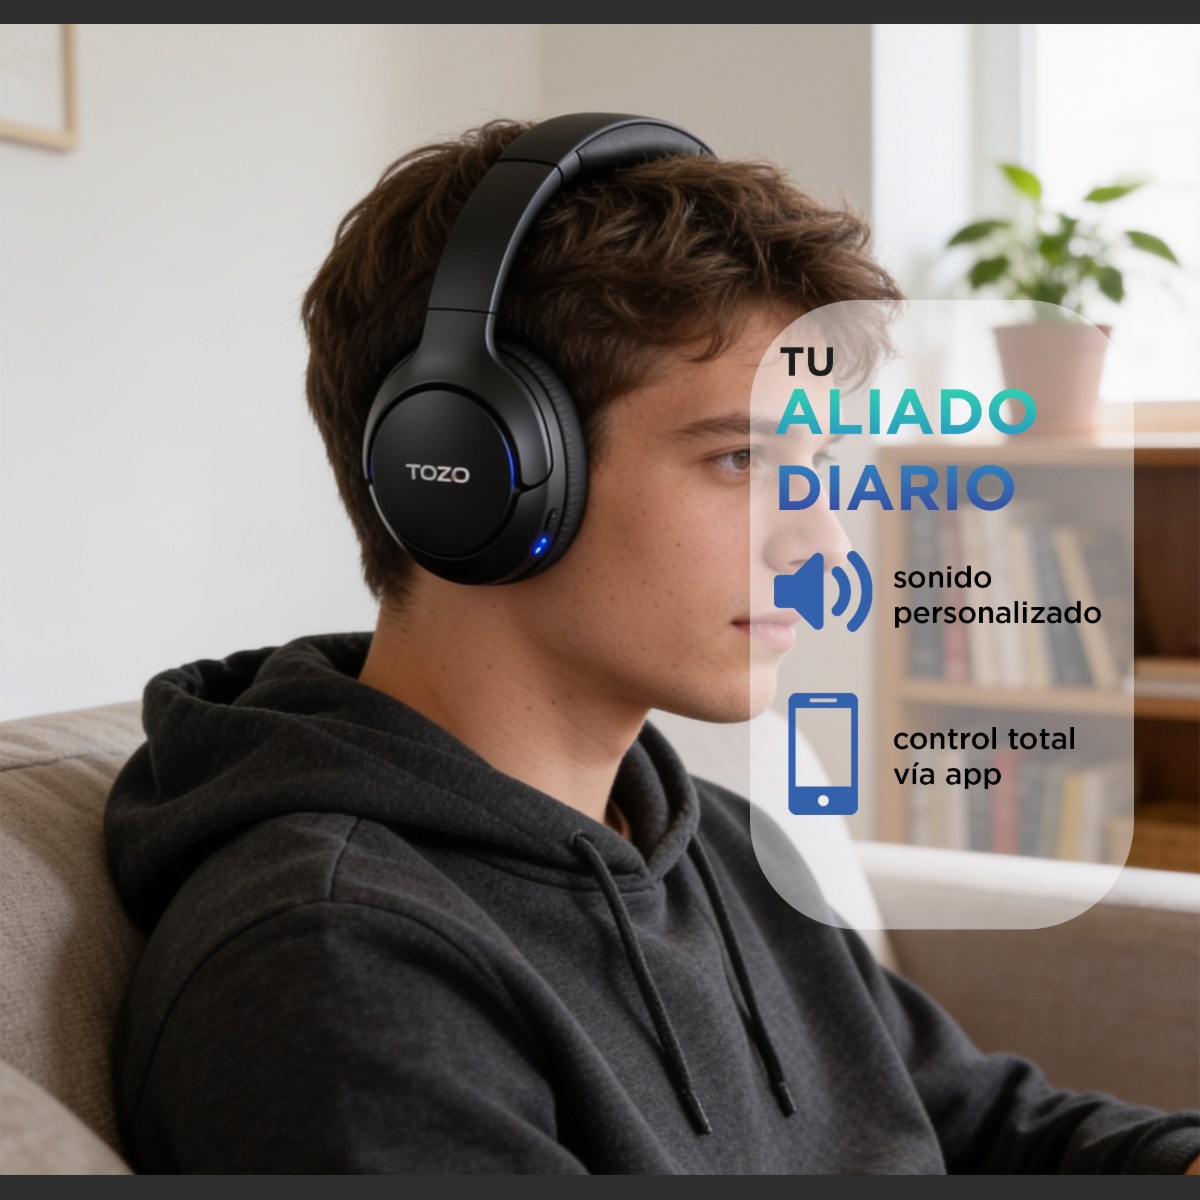 TOZO
TU
ALIADO
DIARIO
sonido
personalizado
control total
vía app